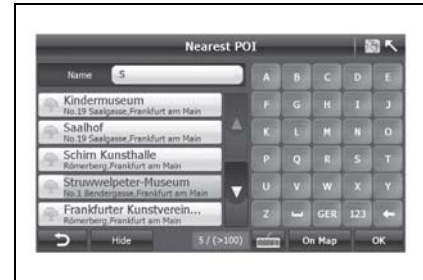 Nearest POI
Name S
A B C D E
Kindermuseum
No.19 Saalgasse,Frankfurt am Main
F G H I J
Saalhof
No.19 Saalgasse,Frankfurt am Main
K L M N O
Schirn Kunsthalle
Römerberg,Frankfurt am Main
P Q R S T
Struwwelpeter-Museum
No.1 Bendergasse,Frankfurt am Main
U V W X Y
Frankfurter Kunstverein...
Römerberg,Frankfurt am Main
Z GER 123
Hide 5 / (>100) On Map OK